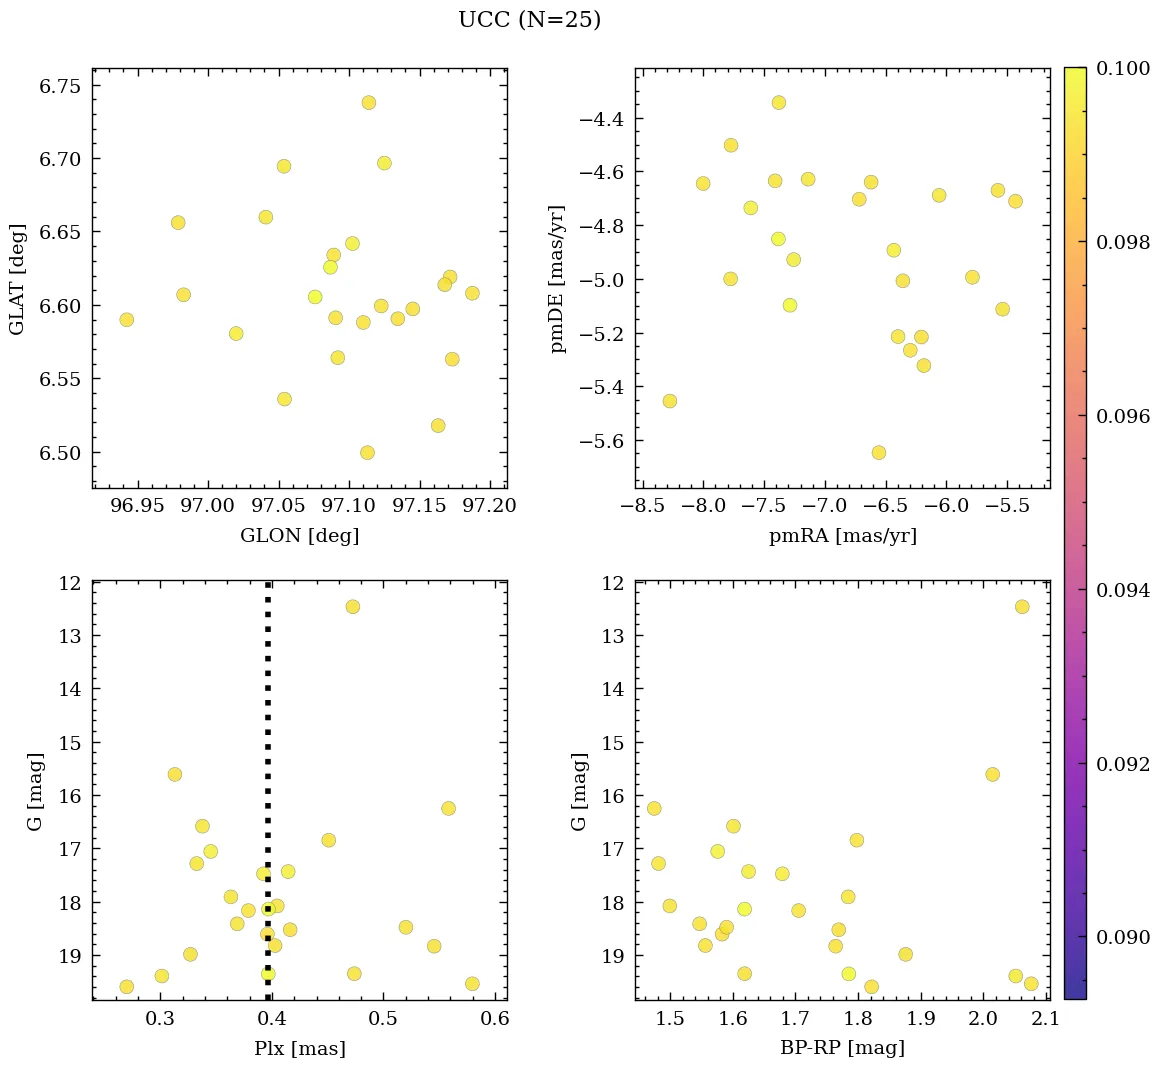 UCC (N=25)
6.75
6.70
6.65
6.60
6.55
6.50
GLAT [deg]
96.95 97.00 97.05 97.10 97.15 97.20
GLON [deg]
−4.4
−4.6
−4.8
−5.0
−5.2
−5.4
−5.6
pmDE [mas/yr]
−8.5 −8.0 −7.5 −7.0 −6.5 −6.0 −5.5
pmRA [mas/yr]
12
13
14
15
16
17
18
19
G [mag]
0.3 0.4 0.5 0.6
Plx [mas]
12
13
14
15
16
17
18
19
G [mag]
1.5 1.6 1.7 1.8 1.9 2.0 2.1
BP-RP [mag]
0.100
0.098
0.096
0.094
0.092
0.090